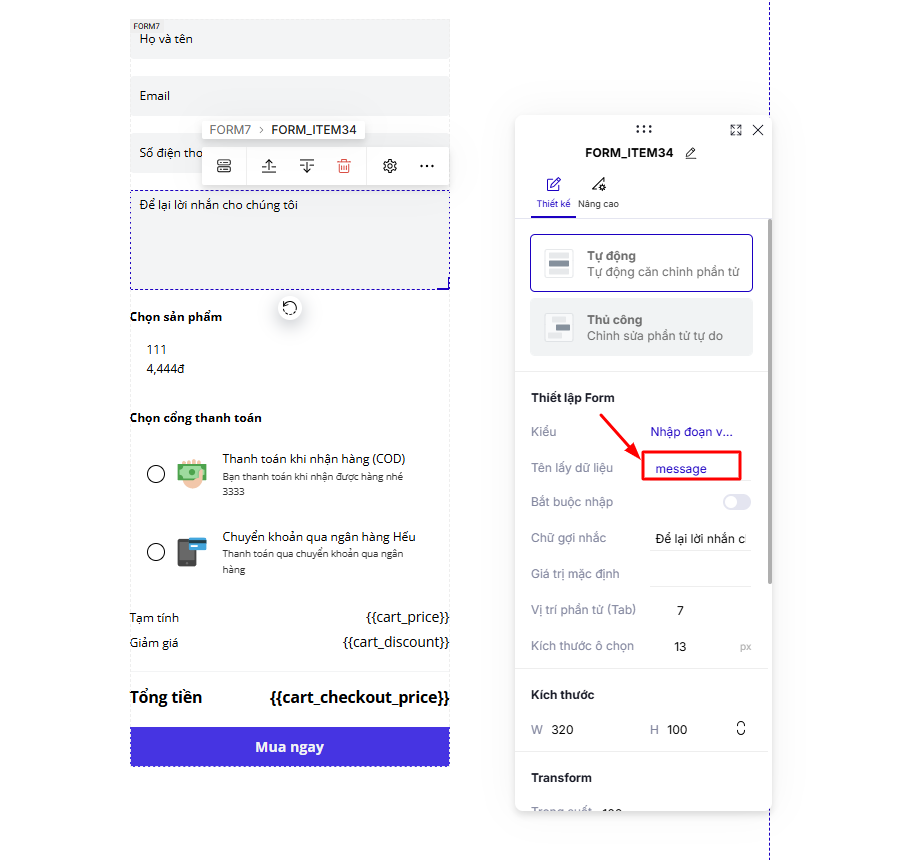 FORM7
Họ và tên
Email
FORM7 > FORM_ITEM34
Số điện tho
Để lại lời nhắn cho chúng tôi
Chọn sản phẩm
111
4,444đ
Chọn cổng thanh toán
Thanh toán khi nhận hàng (COD)
Bạn thanh toán khi nhận được hàng nhé
3333
Chuyển khoản qua ngân hàng Hếu
Thanh toán qua chuyển khoản qua ngân
hàng
Tạm tính {{cart_price}}
Giảm giá {{cart_discount}}
Tổng tiền {{cart_checkout_price}}
Mua ngay
FORM_ITEM34
Thiết kế Nâng cao
Tự động
Tự động căn chỉnh phần tử
Thủ công
Chỉnh sửa phần tử tự do
Thiết lập Form
Kiểu Nhập đoạn v...
Tên lấy dữ liệu message
Bắt buộc nhập
Chữ gợi nhắc Để lại lời nhắn c
Giá trị mặc định
Vị trí phần tử (Tab) 7
Kích thước ô chọn 13 px
Kích thước
W 320 H 100
Transform
Trong suốt 100